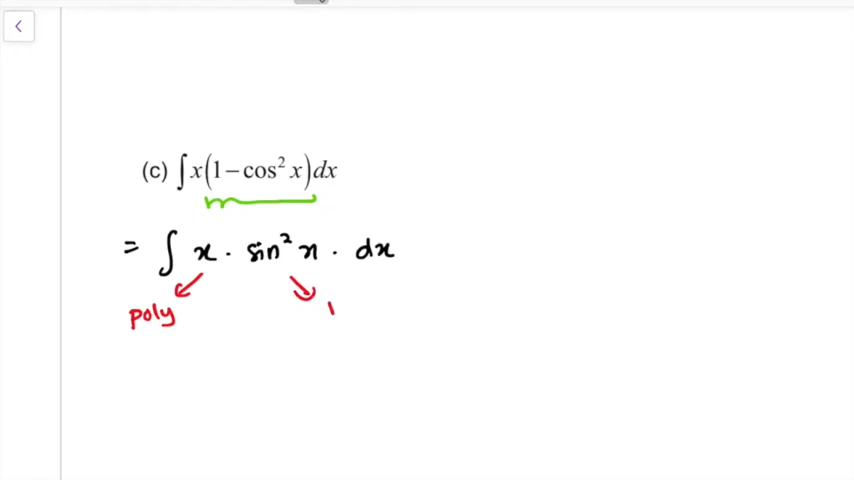 (c) ∫x(1−cos² x)dx
= ∫ x · sin² x · dx
poly